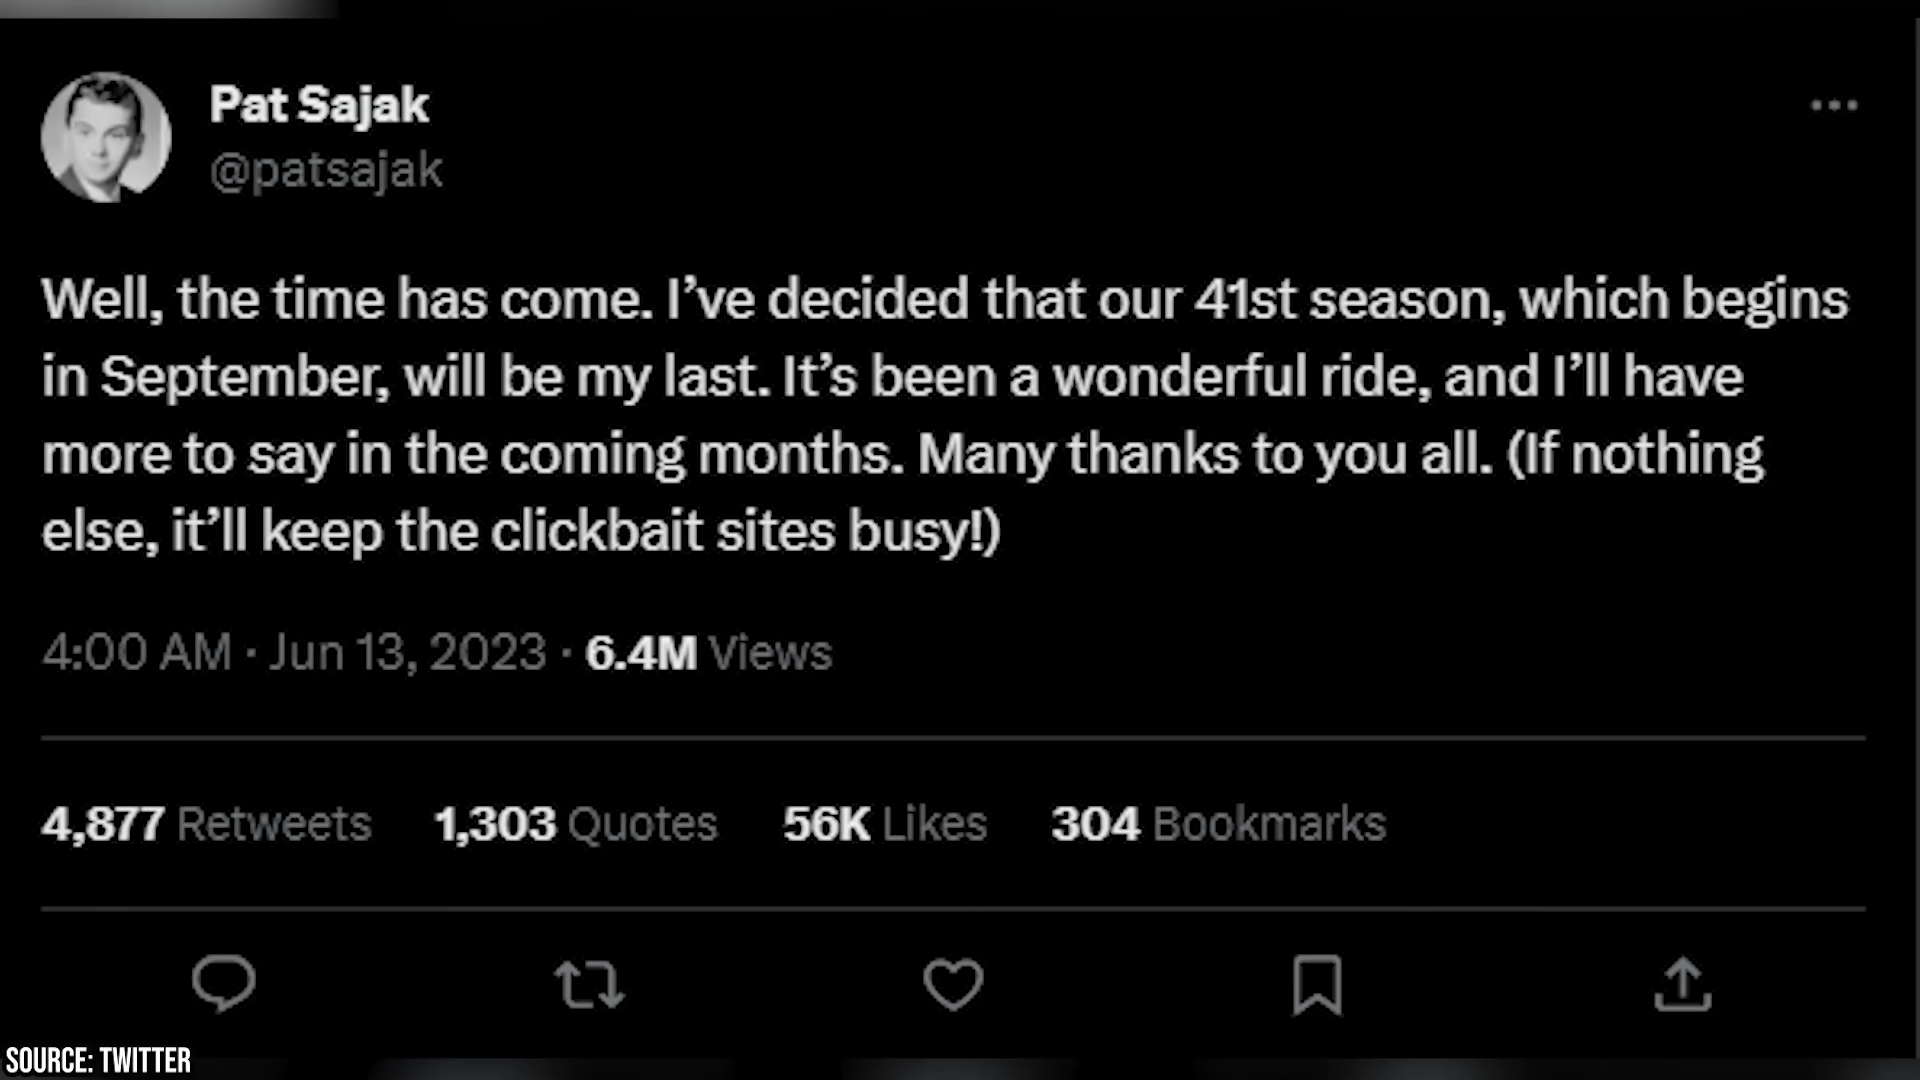 Pat Sajak
@patsajak
Well, the time has come. I’ve decided that our 41st season, which begins
in September, will be my last. It’s been a wonderful ride, and I’ll have
more to say in the coming months. Many thanks to you all. (If nothing
else, it’ll keep the clickbait sites busy!)
4:00 AM · Jun 13, 2023 · 6.4M Views
4,877 Retweets 1,303 Quotes 56K Likes 304 Bookmarks
SOURCE: TWITTER